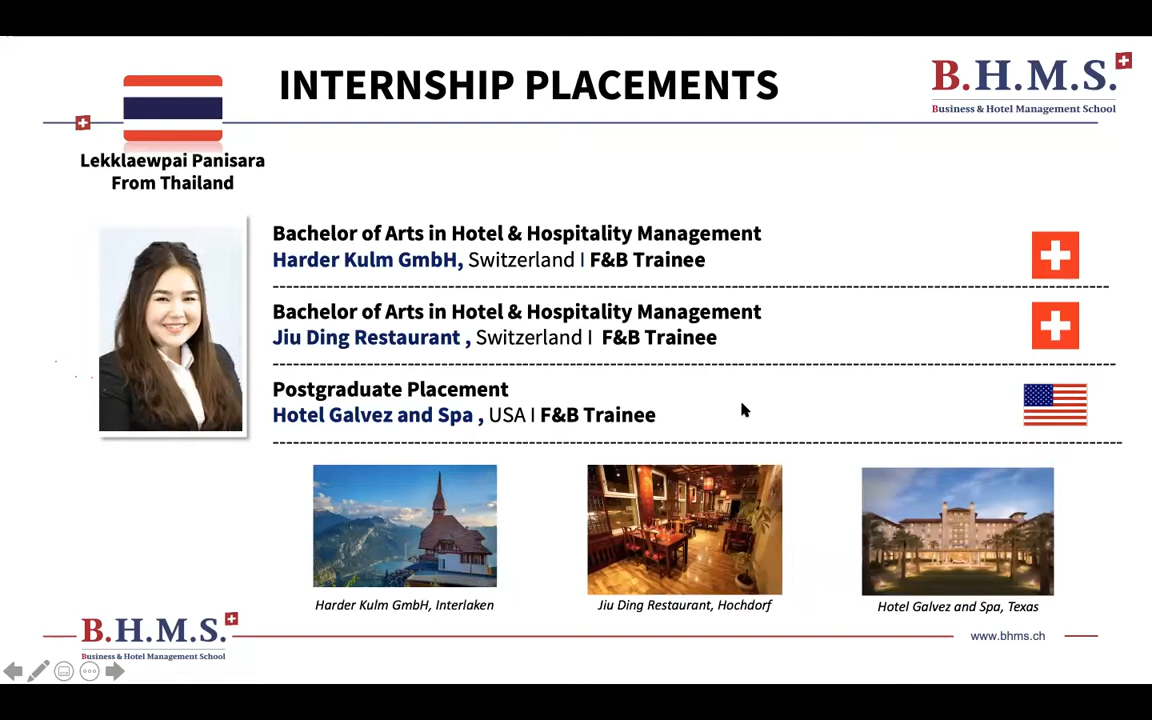 INTERNSHIP PLACEMENTS
B.H.M.S.
Business & Hotel Management School
Lekklaewpai Panisara
From Thailand
Bachelor of Arts in Hotel & Hospitality Management
Harder Kulm GmbH, Switzerland I F&B Trainee
Bachelor of Arts in Hotel & Hospitality Management
Jiu Ding Restaurant , Switzerland I F&B Trainee
Postgraduate Placement
Hotel Galvez and Spa , USA I F&B Trainee
Harder Kulm GmbH, Interlaken
Jiu Ding Restaurant, Hochdorf
Hotel Galvez and Spa, Texas
B.H.M.S.
Business & Hotel Management School
www.bhms.ch